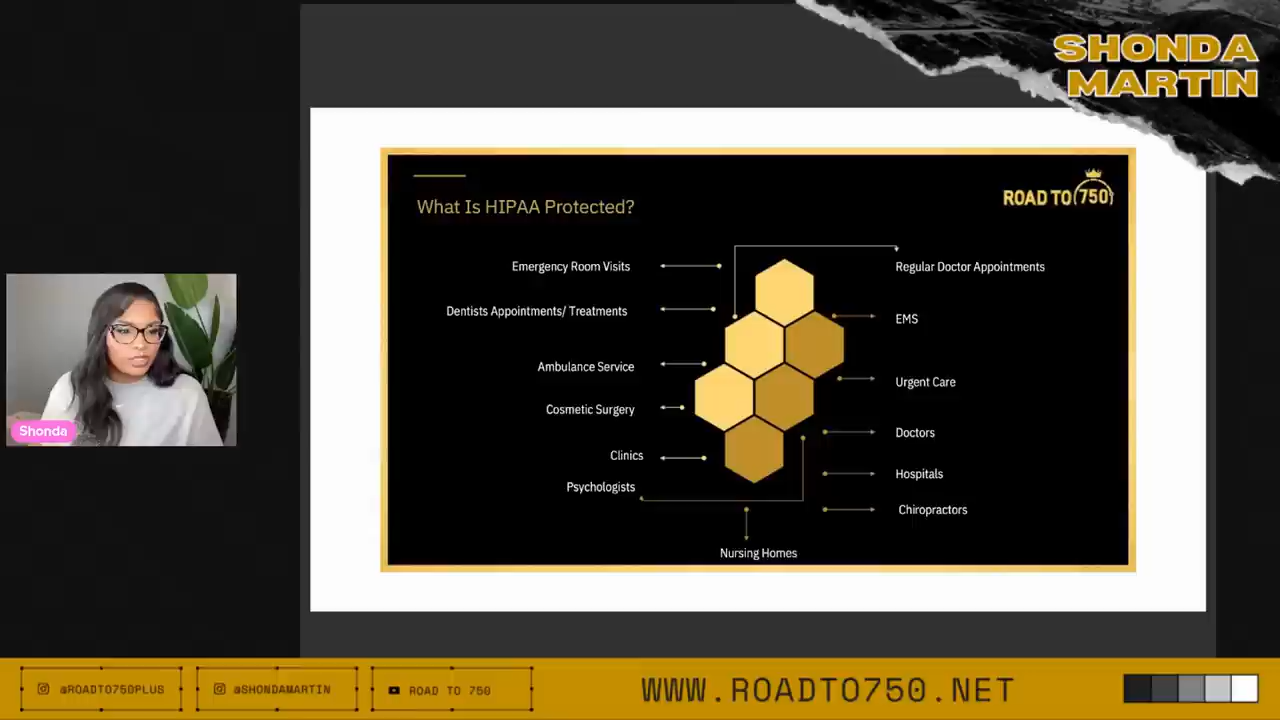 SHONDA
MARTIN
ROAD TO 750
What Is HIPAA Protected?
Emergency Room Visits
Regular Doctor Appointments
Dentists Appointments/ Treatments
EMS
Ambulance Service
Urgent Care
Cosmetic Surgery
Doctors
Clinics
Hospitals
Psychologists
Chiropractors
Nursing Homes
Shonda
@ROADTO750PLUS
@SHONDAMARTIN
ROAD TO 750
WWW.ROADTO750.NET